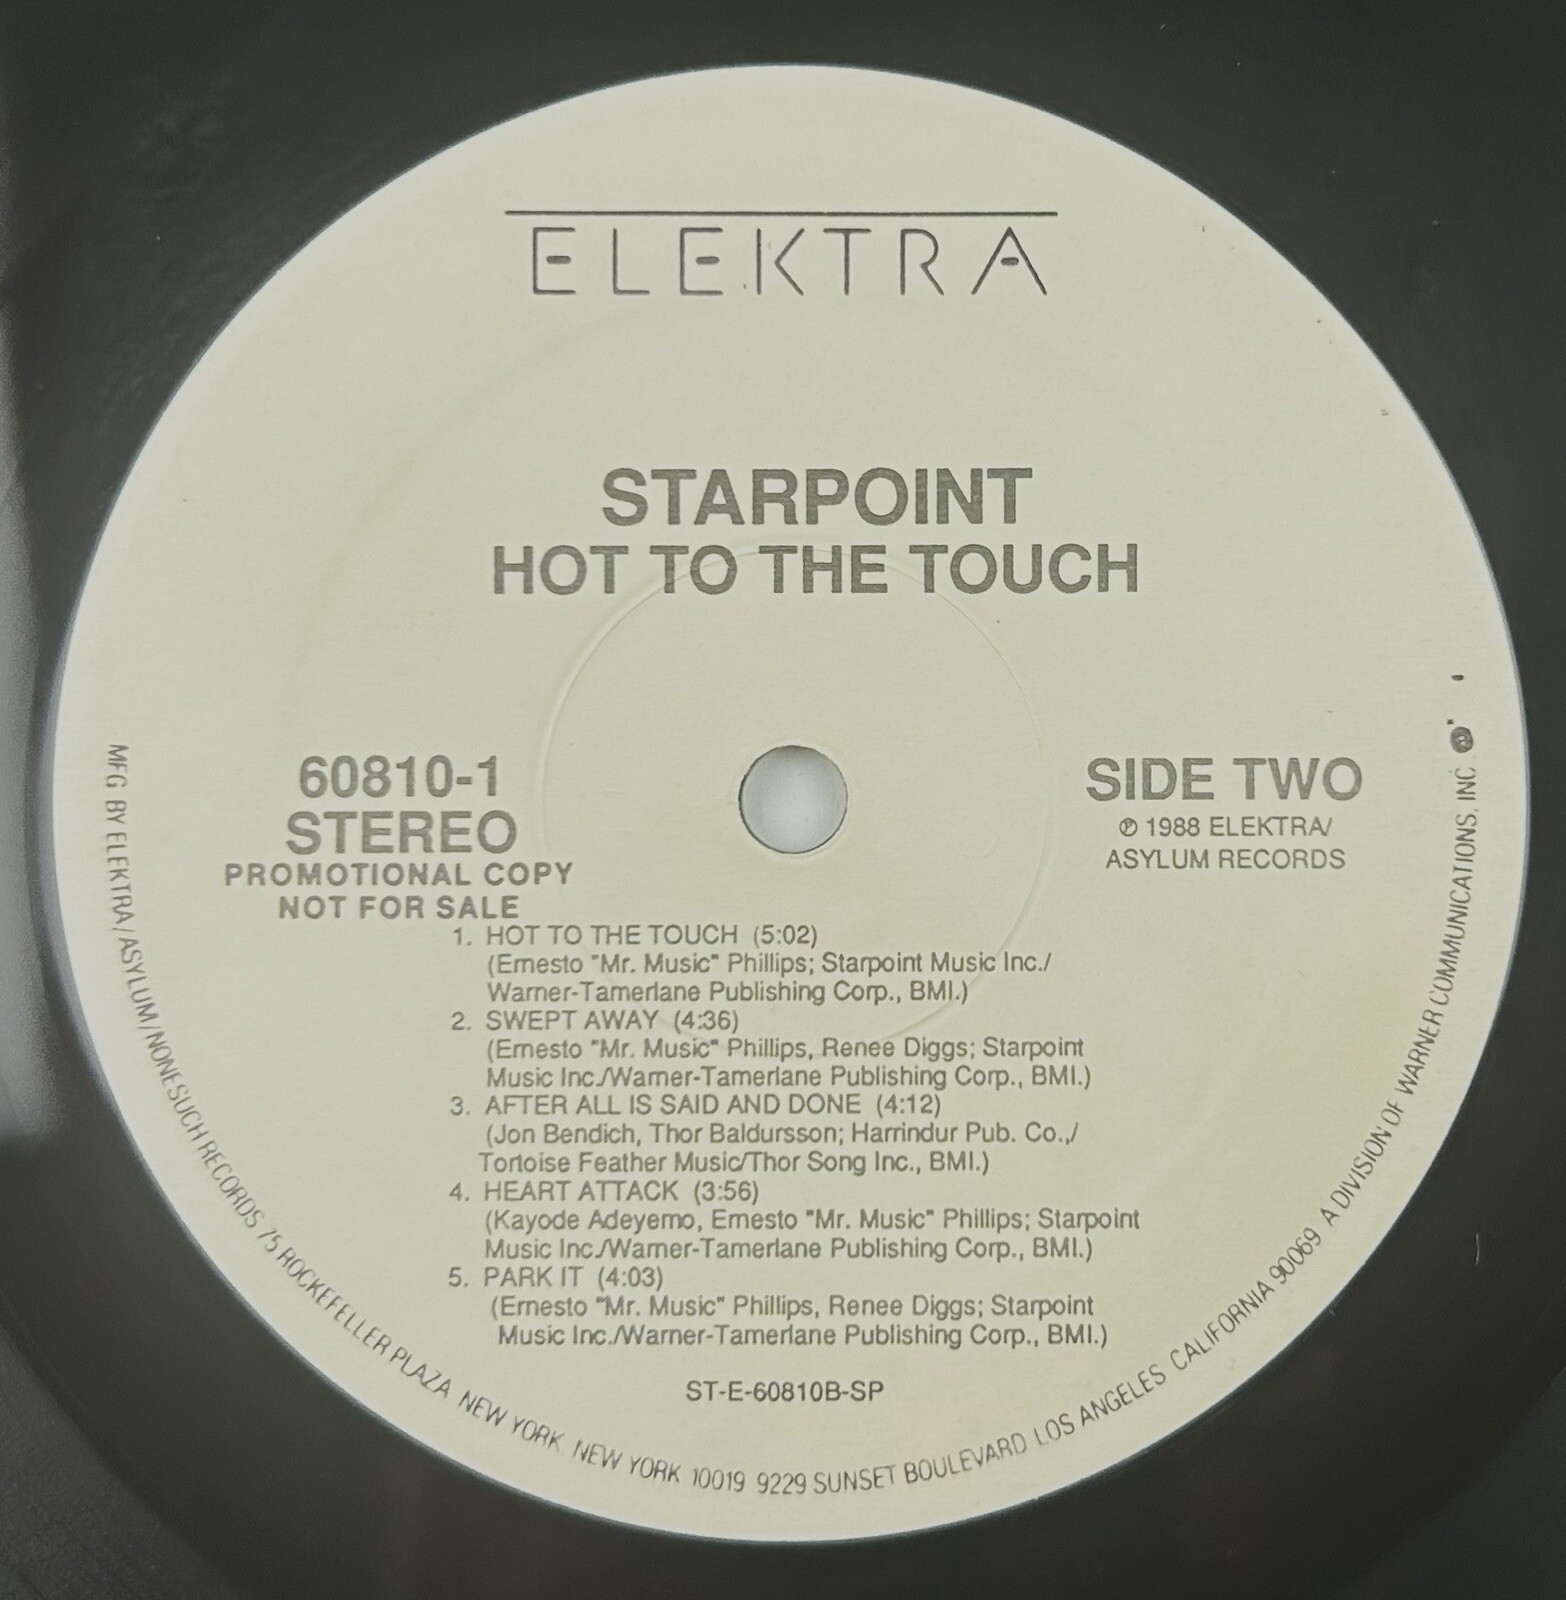 ELEKTRA
STARPOINT
HOT TO THE TOUCH
60810-1
STEREO
PROMOTIONAL COPY
NOT FOR SALE
SIDE TWO
℗ 1988 ELEKTRA/
ASYLUM RECORDS
1. HOT TO THE TOUCH (5:02)
(Ernesto "Mr. Music" Phillips; Starpoint Music Inc./
Warner-Tamerlane Publishing Corp., BMI.)
2. SWEPT AWAY (4:36)
(Ernesto "Mr. Music" Phillips, Renee Diggs; Starpoint
Music Inc./Warner-Tamerlane Publishing Corp., BMI.)
3. AFTER ALL IS SAID AND DONE (4:12)
(Jon Bendich, Thor Baldursson; Harrindur Pub. Co.,/
Tortoise Feather Music/Thor Song Inc., BMI.)
4. HEART ATTACK (3:56)
(Kayode Adeyemo, Ernesto "Mr. Music" Phillips; Starpoint
Music Inc./Warner-Tamerlane Publishing Corp., BMI.)
5. PARK IT (4:03)
(Ernesto "Mr. Music" Phillips, Renee Diggs; Starpoint
Music Inc./Warner-Tamerlane Publishing Corp., BMI.)
ST-E-60810B-SP
MFG BY ELEKTRA/ASYLUM/NONESUCH RECORDS 75 ROCKEFELLER PLAZA NEW YORK, NEW YORK 10019 9229 SUNSET BOULEVARD LOS ANGELES CALIFORNIA 90069 A DIVISION OF WARNER COMMUNICATIONS, INC.